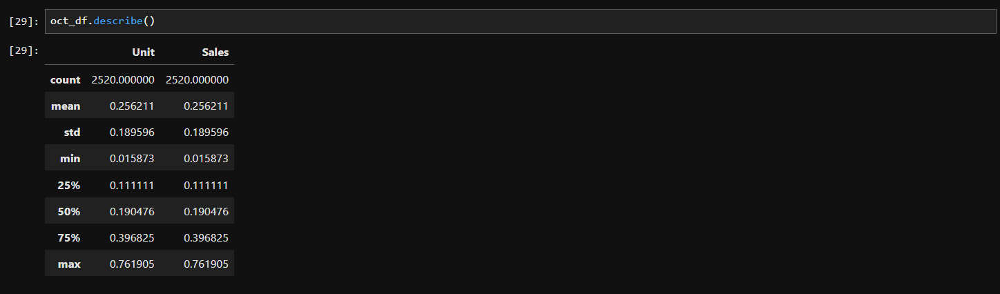 [29]: oct_df.describe()
[29]: Unit Sales
count 2520.000000 2520.000000
mean 0.256211 0.256211
std 0.189596 0.189596
min 0.015873 0.015873
25% 0.111111 0.111111
50% 0.190476 0.190476
75% 0.396825 0.396825
max 0.761905 0.761905